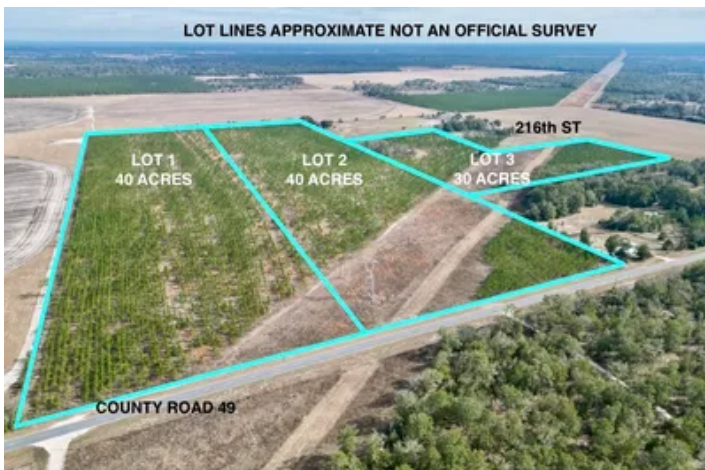 LOT LINES APPROXIMATE NOT AN OFFICIAL SURVEY
216th ST
LOT 1
40 ACRES
LOT 2
40 ACRES
LOT 3
30 ACRES
COUNTY ROAD 49